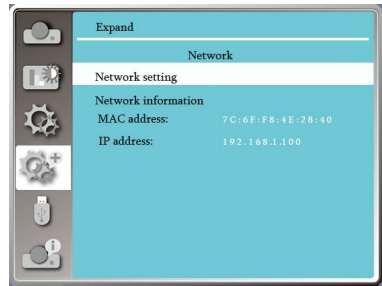 Expand
Network
Network setting
Network information
MAC address: 7C:6F:F8:4E:28:40
IP address: 192.168.1.100